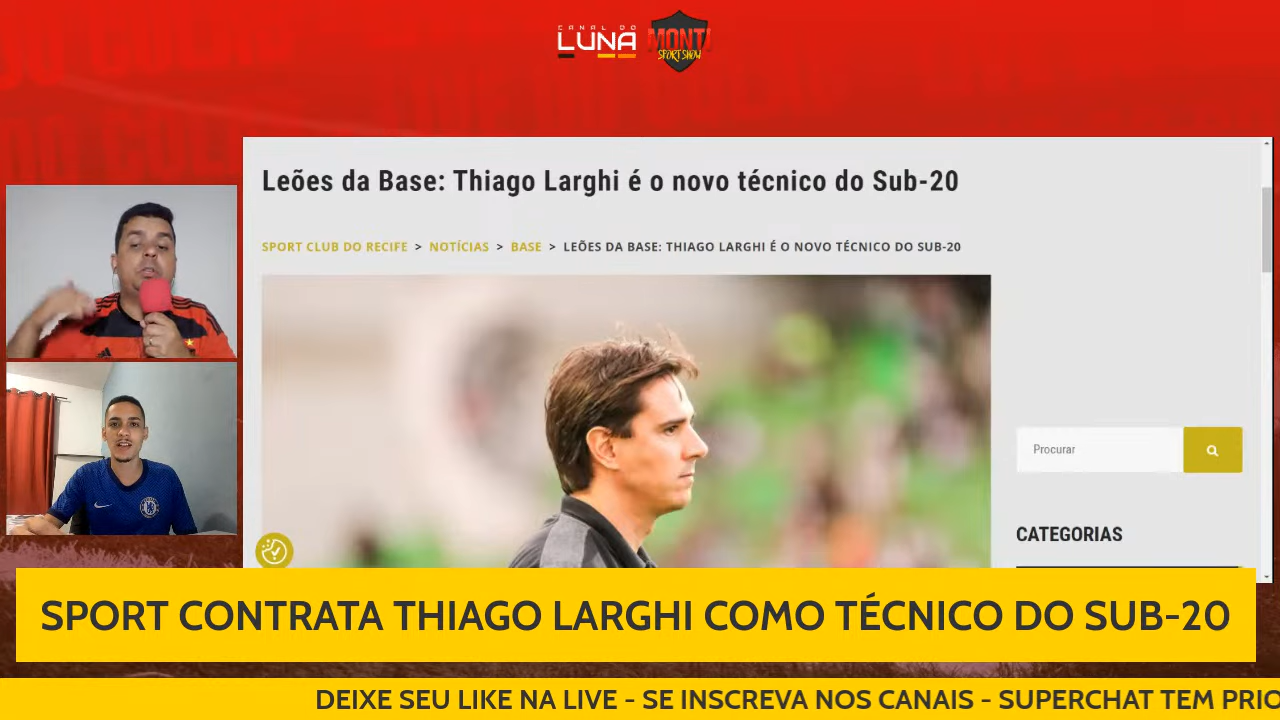 CANAL DO
LUNA
MONT
SPORT SHOW
Leões da Base: Thiago Larghi é o novo técnico do Sub-20
SPORT CLUB DO RECIFE > NOTÍCIAS > BASE > LEÕES DA BASE: THIAGO LARGHI É O NOVO TÉCNICO DO SUB-20
Procurar
CATEGORIAS
SPORT CONTRATA THIAGO LARGHI COMO TÉCNICO DO SUB-20
DEIXE SEU LIKE NA LIVE - SE INSCREVA NOS CANAIS - SUPERCHAT TEM PRIO